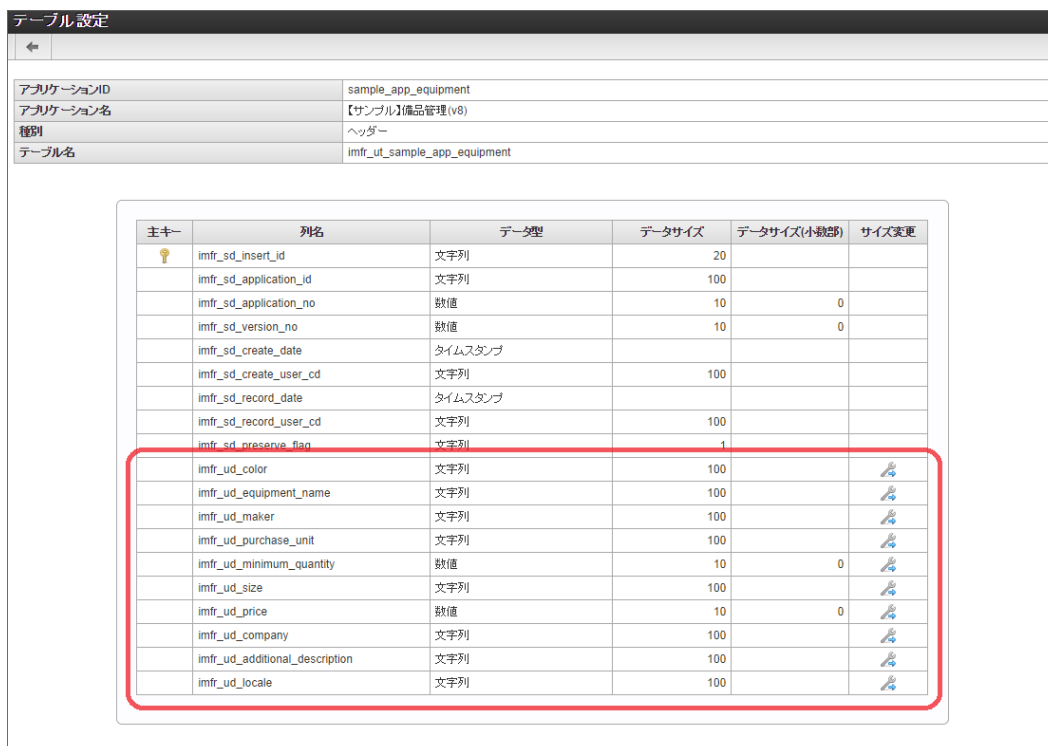 テーブル設定
アプリケーションID sample_app_equipment
アプリケーション名 【サンプル】備品管理(v8)
種別 ヘッダー
テーブル名 imfr_ut_sample_app_equipment
主キー 列名 データ型 データサイズ データサイズ(小数部) サイズ変更
imfr_sd_insert_id 文字列 20
imfr_sd_application_id 文字列 100
imfr_sd_application_no 数値 10 0
imfr_sd_version_no 数値 10 0
imfr_sd_create_date タイムスタンプ
imfr_sd_create_user_cd 文字列 100
imfr_sd_record_date タイムスタンプ
imfr_sd_record_user_cd 文字列 100
imfr_sd_preserve_flag 文字列 1
imfr_ud_color 文字列 100
imfr_ud_equipment_name 文字列 100
imfr_ud_maker 文字列 100
imfr_ud_purchase_unit 文字列 100
imfr_ud_minimum_quantity 数値 10 0
imfr_ud_size 文字列 100
imfr_ud_price 数値 10 0
imfr_ud_company 文字列 100
imfr_ud_additional_description 文字列 100
imfr_ud_locale 文字列 100